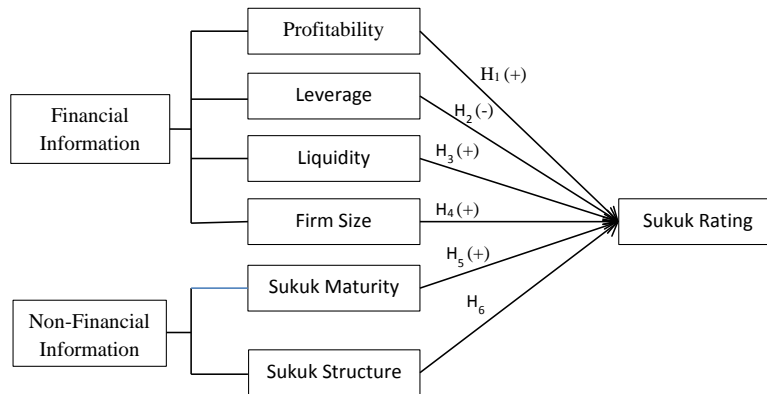 Profitability
H1 (+)
Leverage
H2 (-)
Financial
Information
Liquidity
H3 (+)
Firm Size
H4 (+)
Sukuk Rating
H5 (+)
Sukuk Maturity
H6
Non-Financial
Information
Sukuk Structure